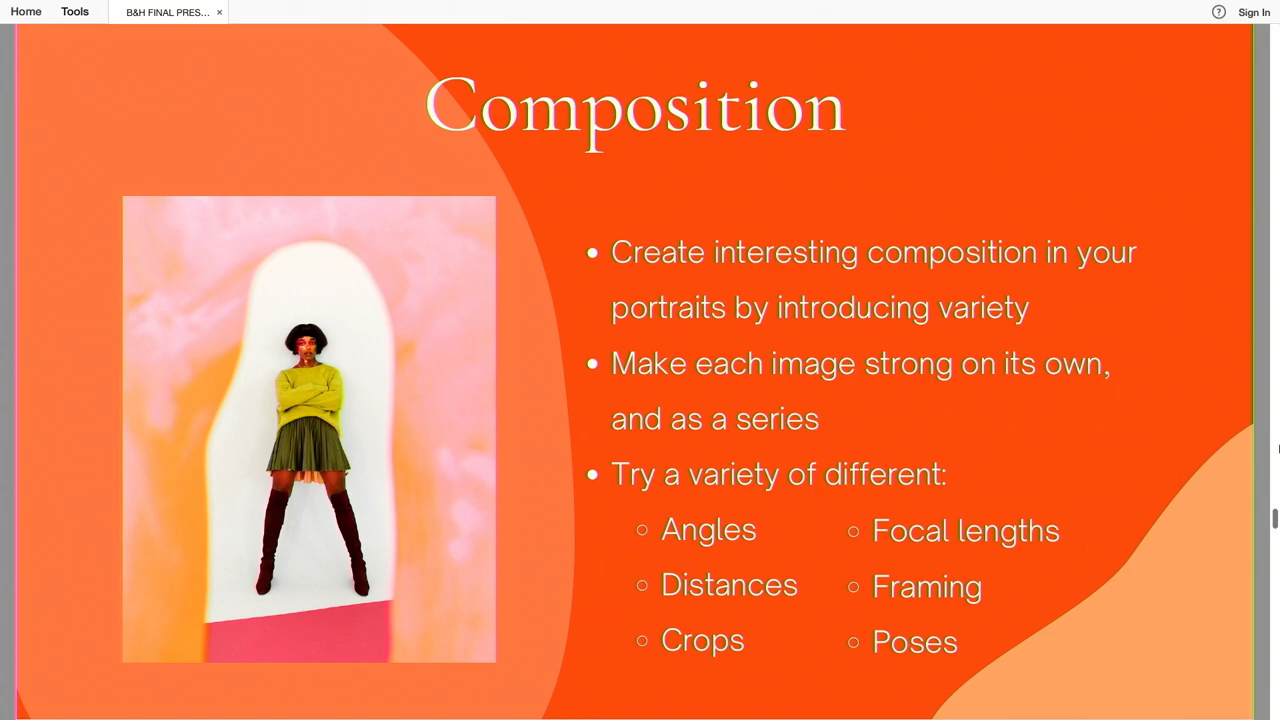 Home Tools B&H FINAL PRES... × ? Sign In
Composition
• Create interesting composition in your
portraits by introducing variety
• Make each image strong on its own,
and as a series
• Try a variety of different:
○ Angles ○ Focal lengths
○ Distances ○ Framing
○ Crops ○ Poses